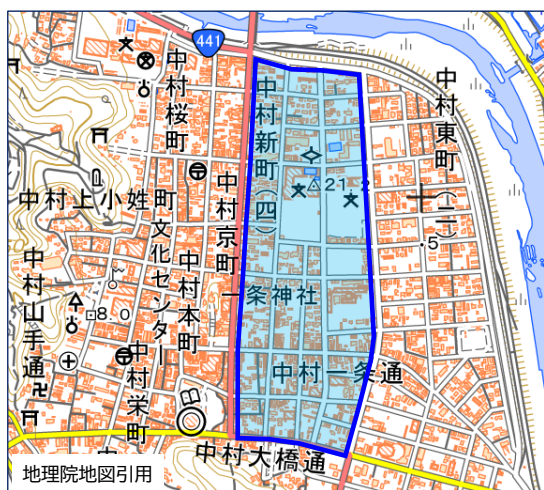 441
中村桜町
中村新町(四)
中村東町(二)
中村上小姓町
中村京町
21.2
文化センター
中村本町
一条神社
.5
中村山手通
8.0
中村栄町
中村一条通
中村大橋通
地理院地図引用